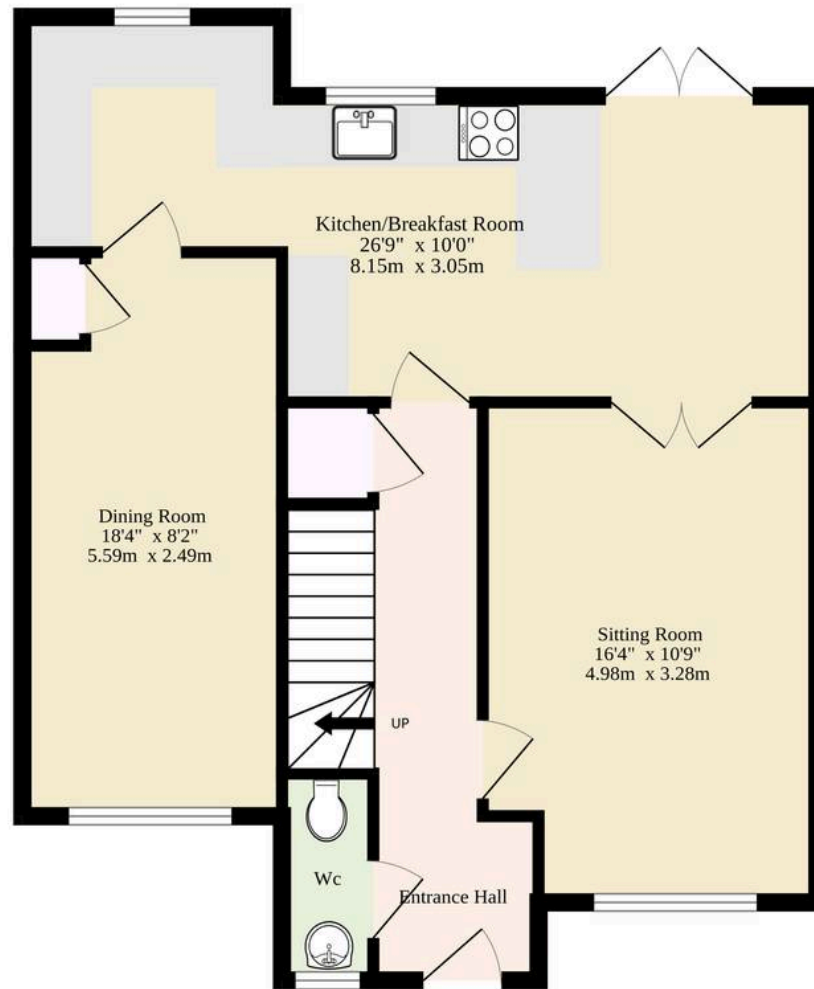 Kitchen/Breakfast Room
26'9" x 10'0"
8.15m x 3.05m
Dining Room
18'4" x 8'2"
5.59m x 2.49m
Sitting Room
16'4" x 10'9"
4.98m x 3.28m
UP
Wc
Entrance Hall